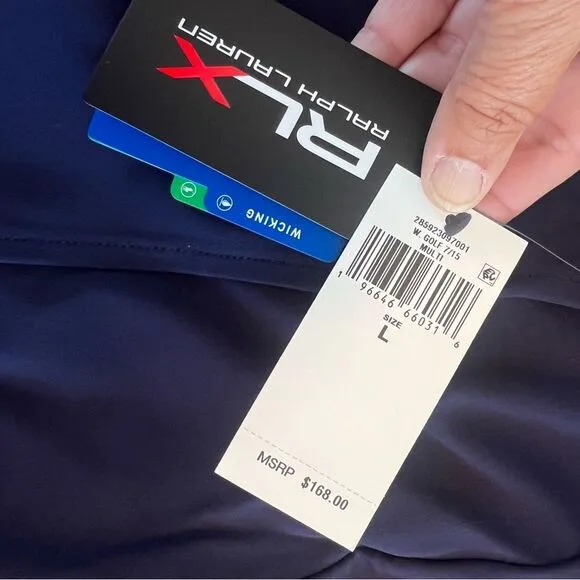 RLX
RALPH LAUREN
WICKING
285923097001
W. GOLF 7/15
MULTI
1 96646 66031 6
SIZE
L
MSRP $168.00